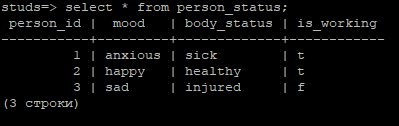 studs=> select * from person_status;
 person_id |  mood   | body_status | is_working
-----------+---------+-------------+------------
         1 | anxious | sick        | t
         2 | happy   | healthy     | t
         3 | sad     | injured     | f
(3 строки)